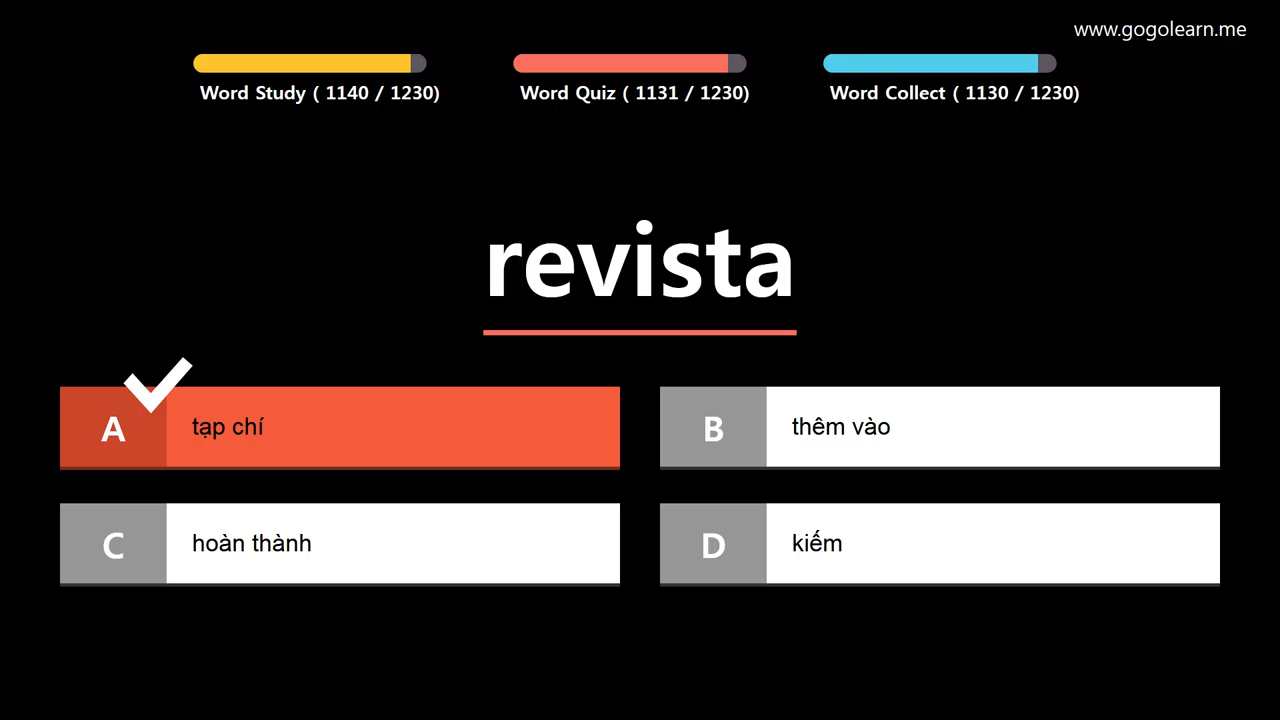 www.gogolearn.me
Word Study ( 1140 / 1230)
Word Quiz ( 1131 / 1230)
Word Collect ( 1130 / 1230)
revista
A
tạp chí
B
thêm vào
C
hoàn thành
D
kiếm